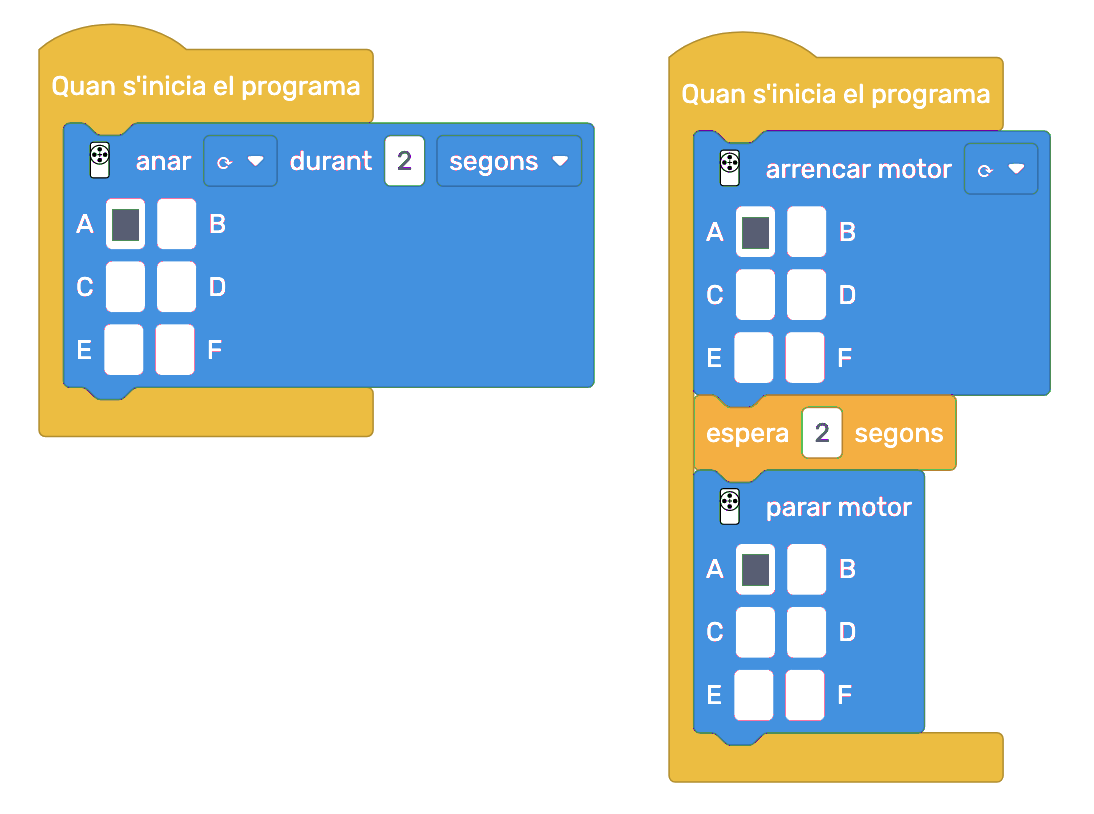 Quan s'inicia el programa
anar ⟳ durant 2 segons
A B
C D
E F
Quan s'inicia el programa
arrencar motor ⟳
A B
C D
E F
espera 2 segons
parar motor
A B
C D
E F